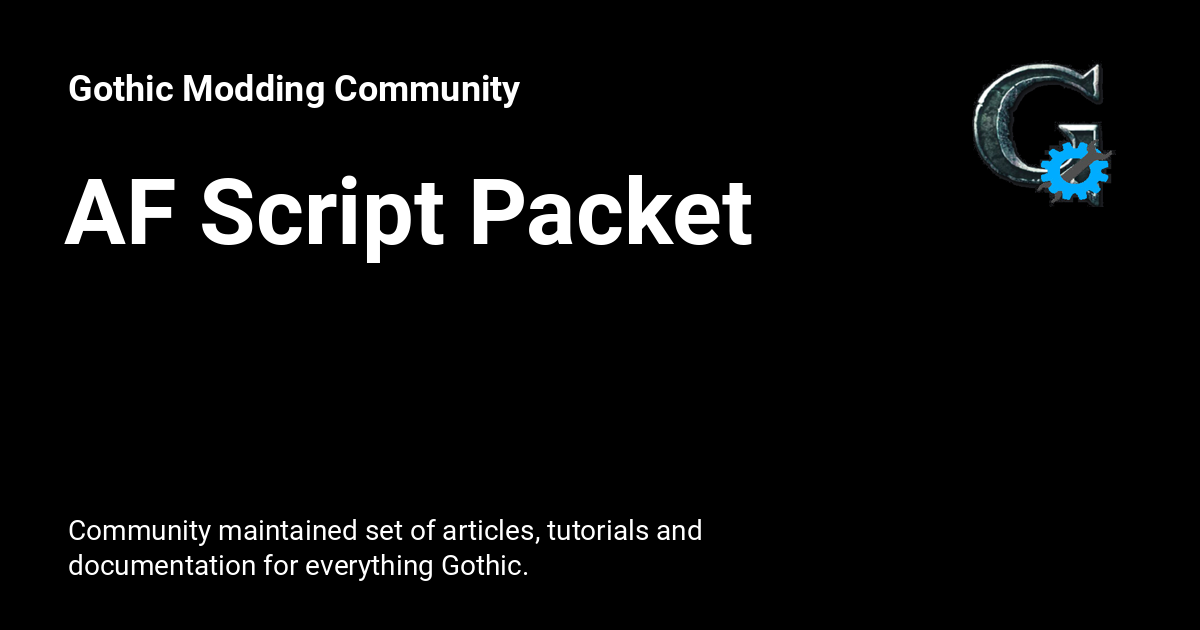 Gothic Modding Community
AF Script Packet
Community maintained set of articles, tutorials and
documentation for everything Gothic.